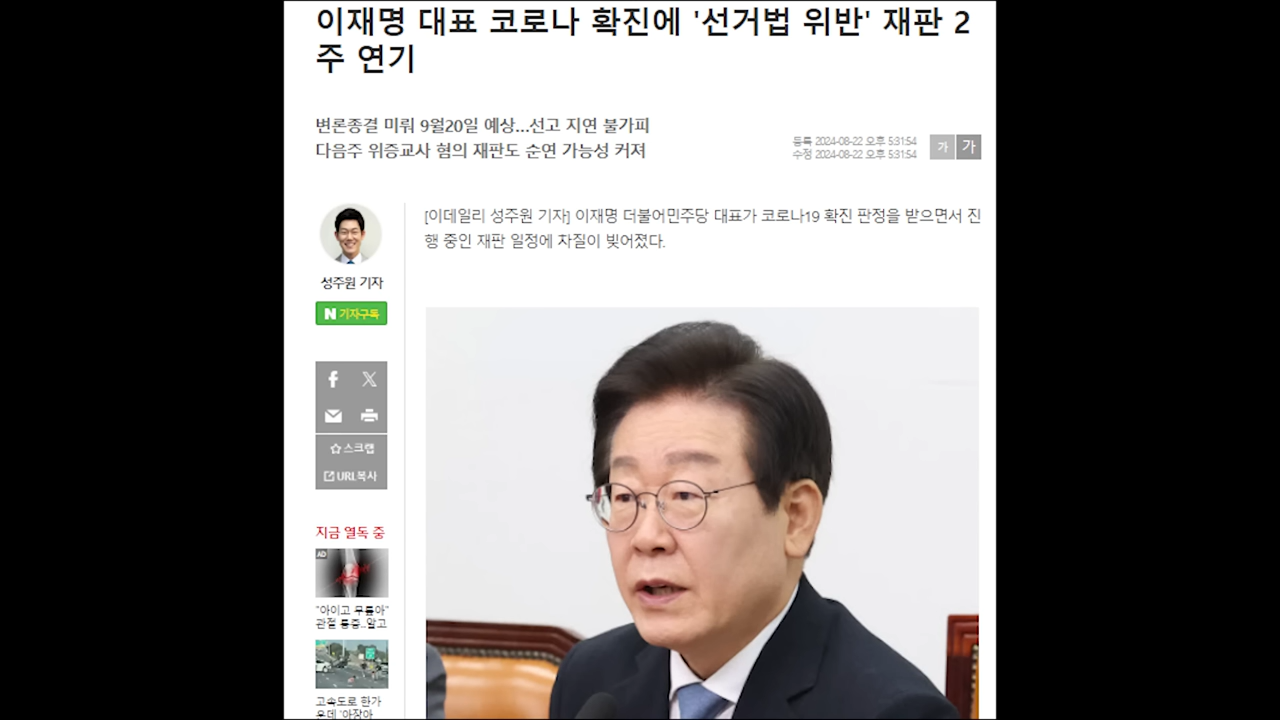 이재명 대표 코로나 확진에 '선거법 위반' 재판 2
주 연기
변론종결 미뤄 9월20일 예상...선고 지연 불가피
다음주 위증교사 혐의 재판도 순연 가능성 커져
등록 2024-08-22 오후 5:31:54
수정 2024-08-22 오후 5:31:54
가 가
[이데일리 성주원 기자] 이재명 더불어민주당 대표가 코로나19 확진 판정을 받으면서 진
행 중인 재판 일정에 차질이 빚어졌다.
성주원 기자
N 기자구독
스크랩
URL복사
지금 열독 중
AD
"아이고 무릎아"
관절 통증..알고
고속도로 한가
운데 '아장아